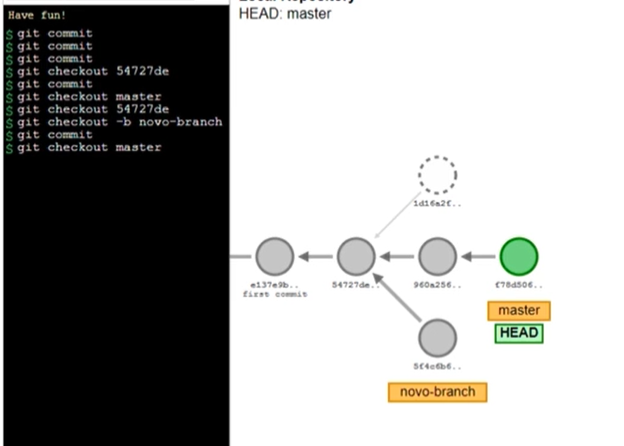 Have fun!
$ git commit
$ git commit
$ git commit
$ git checkout 54727de
$ git commit
$ git checkout master
$ git checkout 54727de
$ git checkout -b novo-branch
$ git commit
$ git checkout master
Local Repository
HEAD: master
1d16a2f..
e137e9b..
first commit
54727de..
960a256..
f78d506..
master
HEAD
5f4c6b6..
novo-branch